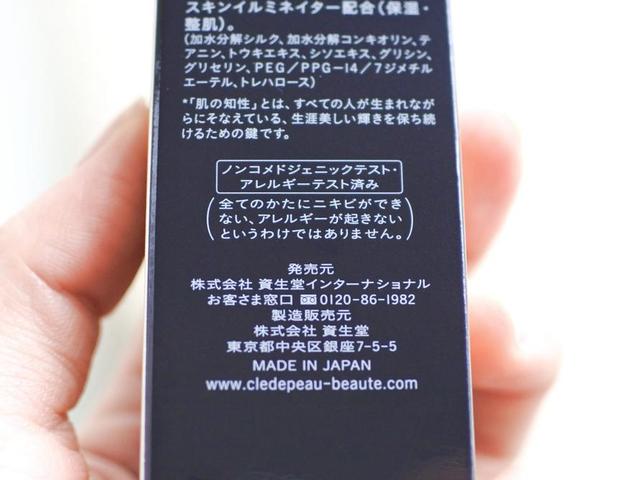 スキンイルミネイター配合（保湿・
整肌）。
（加水分解シルク、加水分解コンキオリン、テ
アニン、トウキエキス、シソエキス、グリシン、
グリセリン、PEG／PPG-14／7ジメチル
エーテル、トレハロース）
*「肌の知性」とは、すべての人が生まれなが
らにそなえている、生涯美しい輝きを保ち続
けるための鍵です。
ノンコメドジェニックテスト・
アレルギーテスト済み
（全てのかたにニキビができ
ない、アレルギーが起きない
というわけではありません。）
発売元
株式会社 資生堂インターナショナル
お客さま窓口 0120-86-1982
製造販売元
株式会社 資生堂
東京都中央区銀座7-5-5
MADE IN JAPAN
www.cledepeau-beaute.com